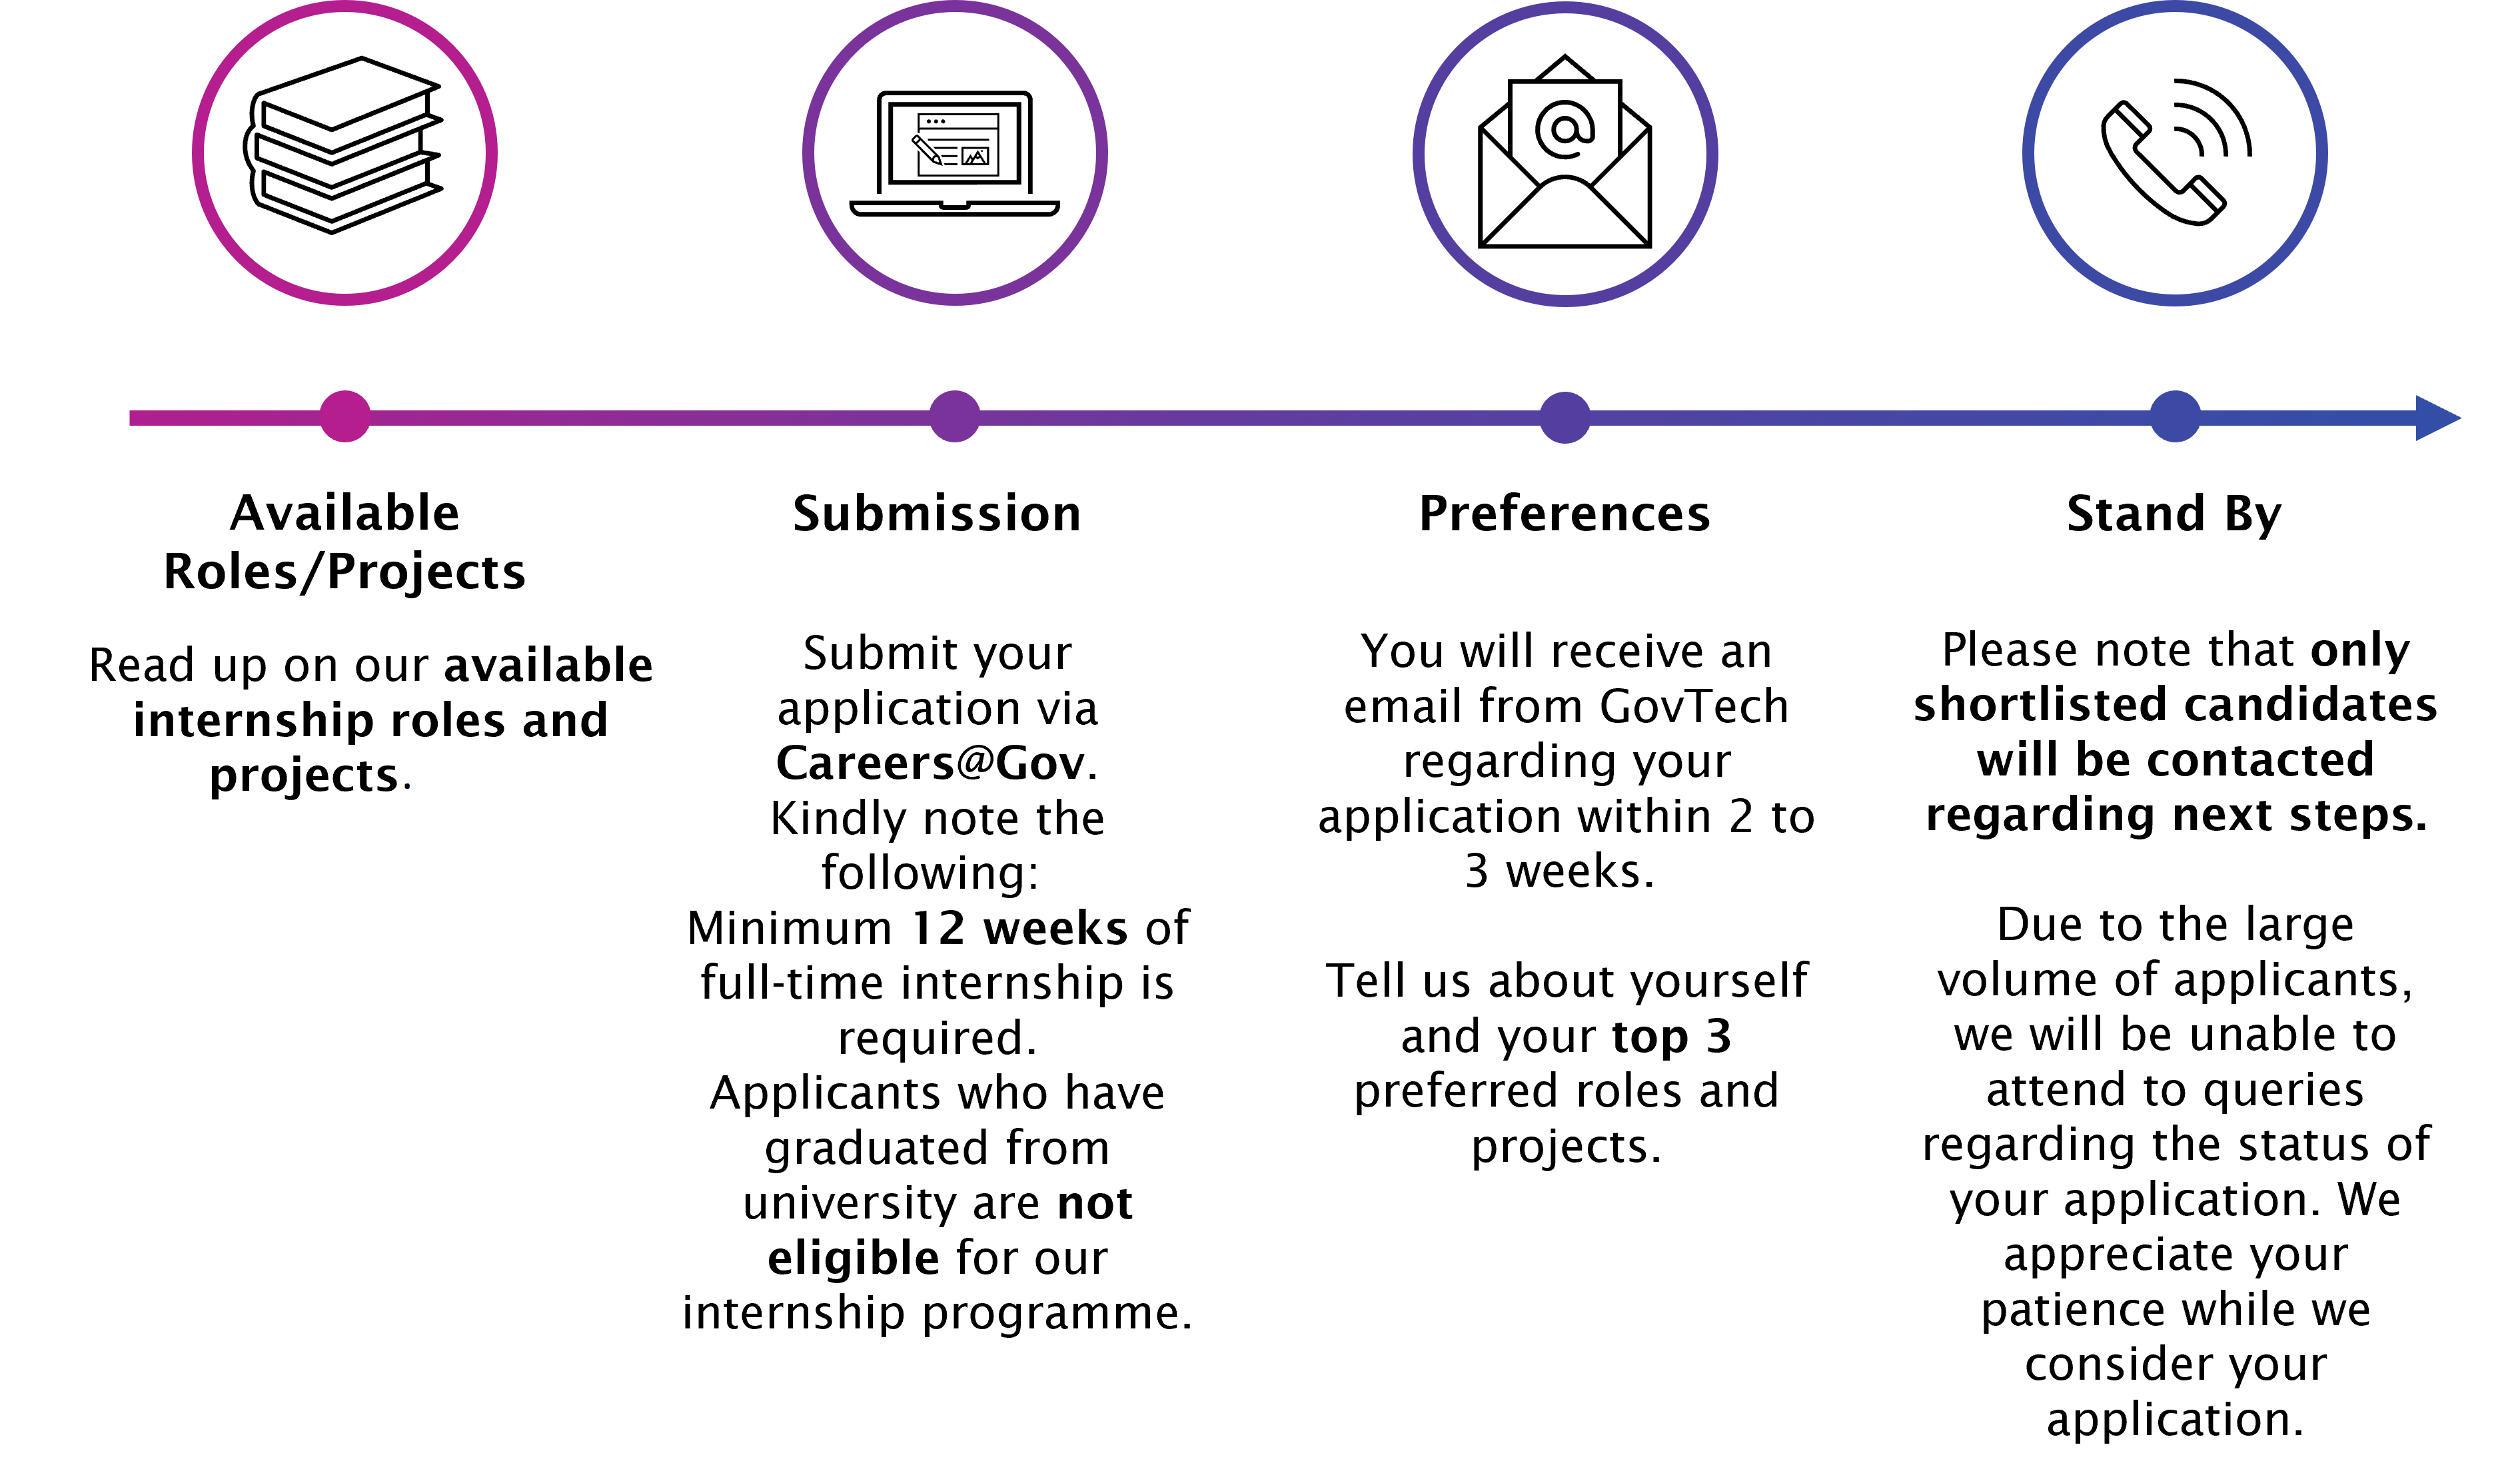 Available
Roles/Projects
Read up on our available
internship roles and
projects.
Submission
Submit your
application via
Careers@Gov.
Kindly note the
following:
Minimum 12 weeks of
full-time internship is
required.
Applicants who have
graduated from
university are not
eligible for our
internship programme.
Preferences
You will receive an
email from GovTech
regarding your
application within 2 to
3 weeks.
Tell us about yourself
and your top 3
preferred roles and
projects.
Stand By
Please note that only
shortlisted candidates
will be contacted
regarding next steps.
Due to the large
volume of applicants,
we will be unable to
attend to queries
regarding the status of
your application. We
appreciate your
patience while we
consider your
application.